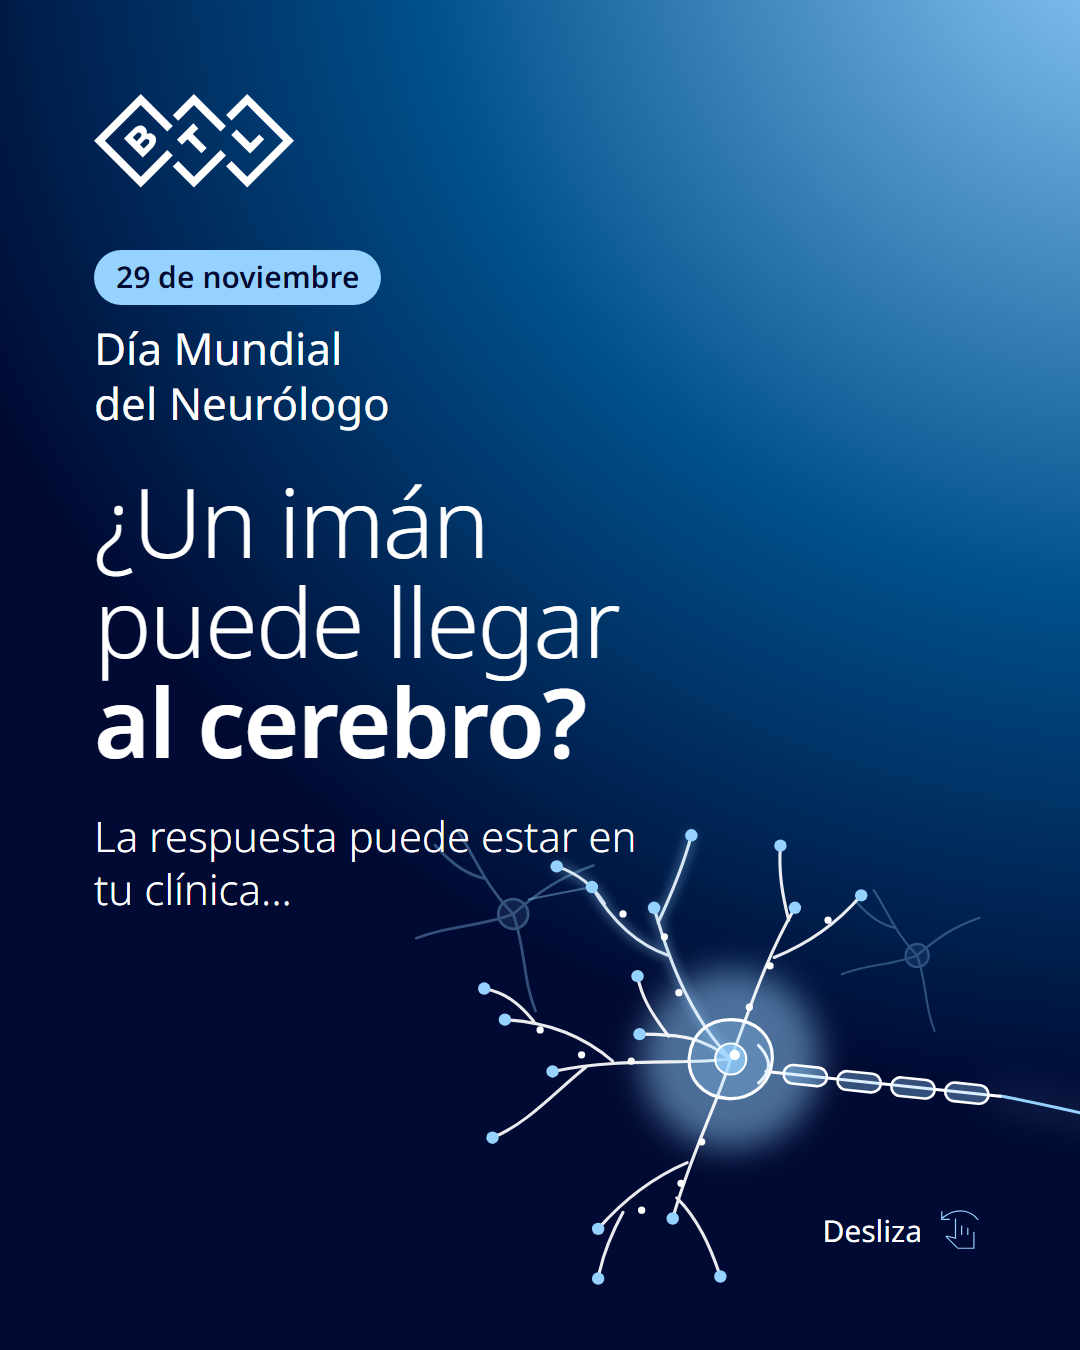 BTL
29 de noviembre
Día Mundial
del Neurólogo
¿Un imán
puede llegar
al cerebro?
La respuesta puede estar en
tu clínica...
Desliza